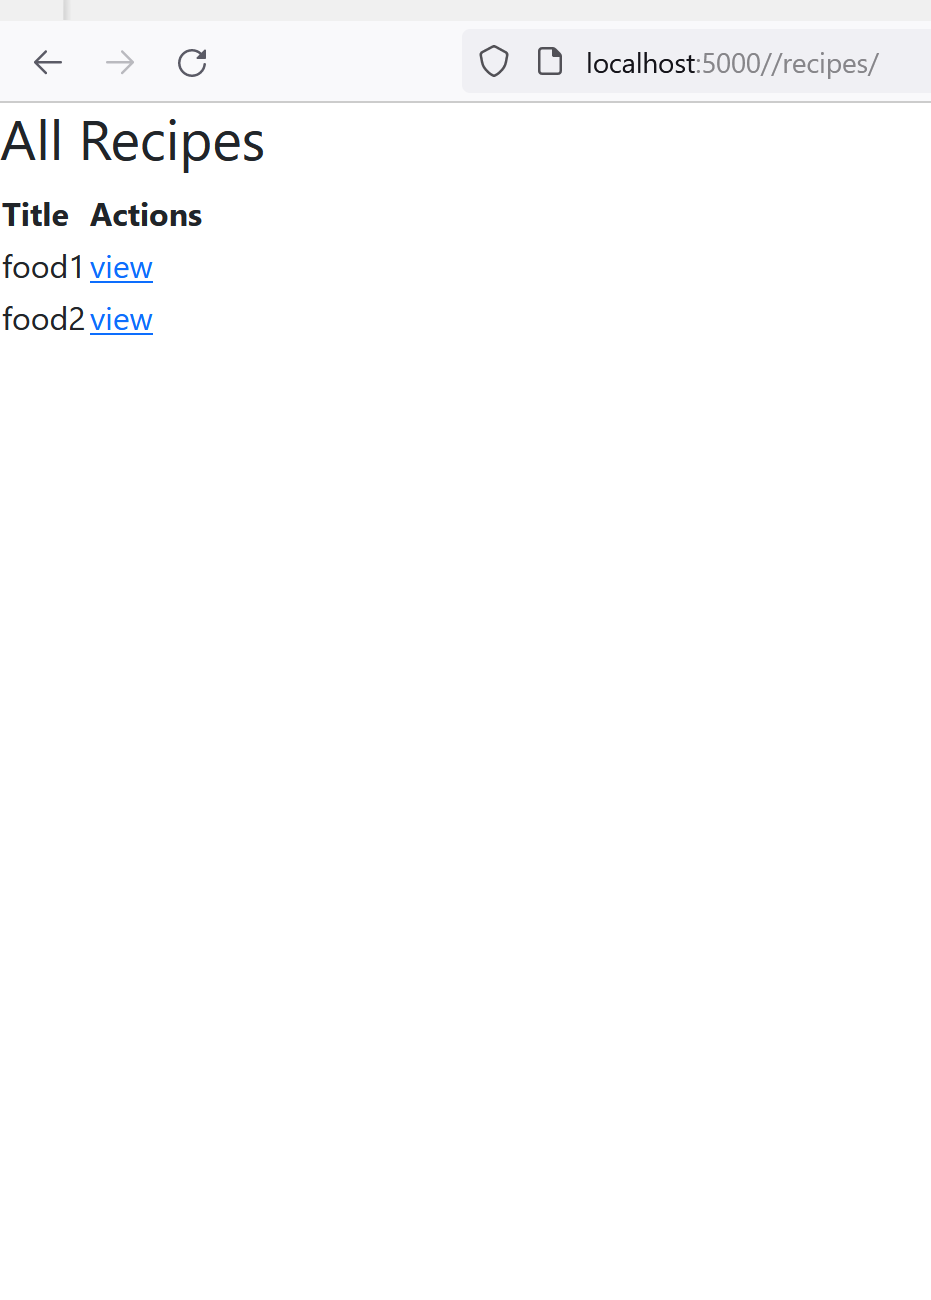 localhost:5000//recipes/
All Recipes
Title Actions
food1 view
food2 view